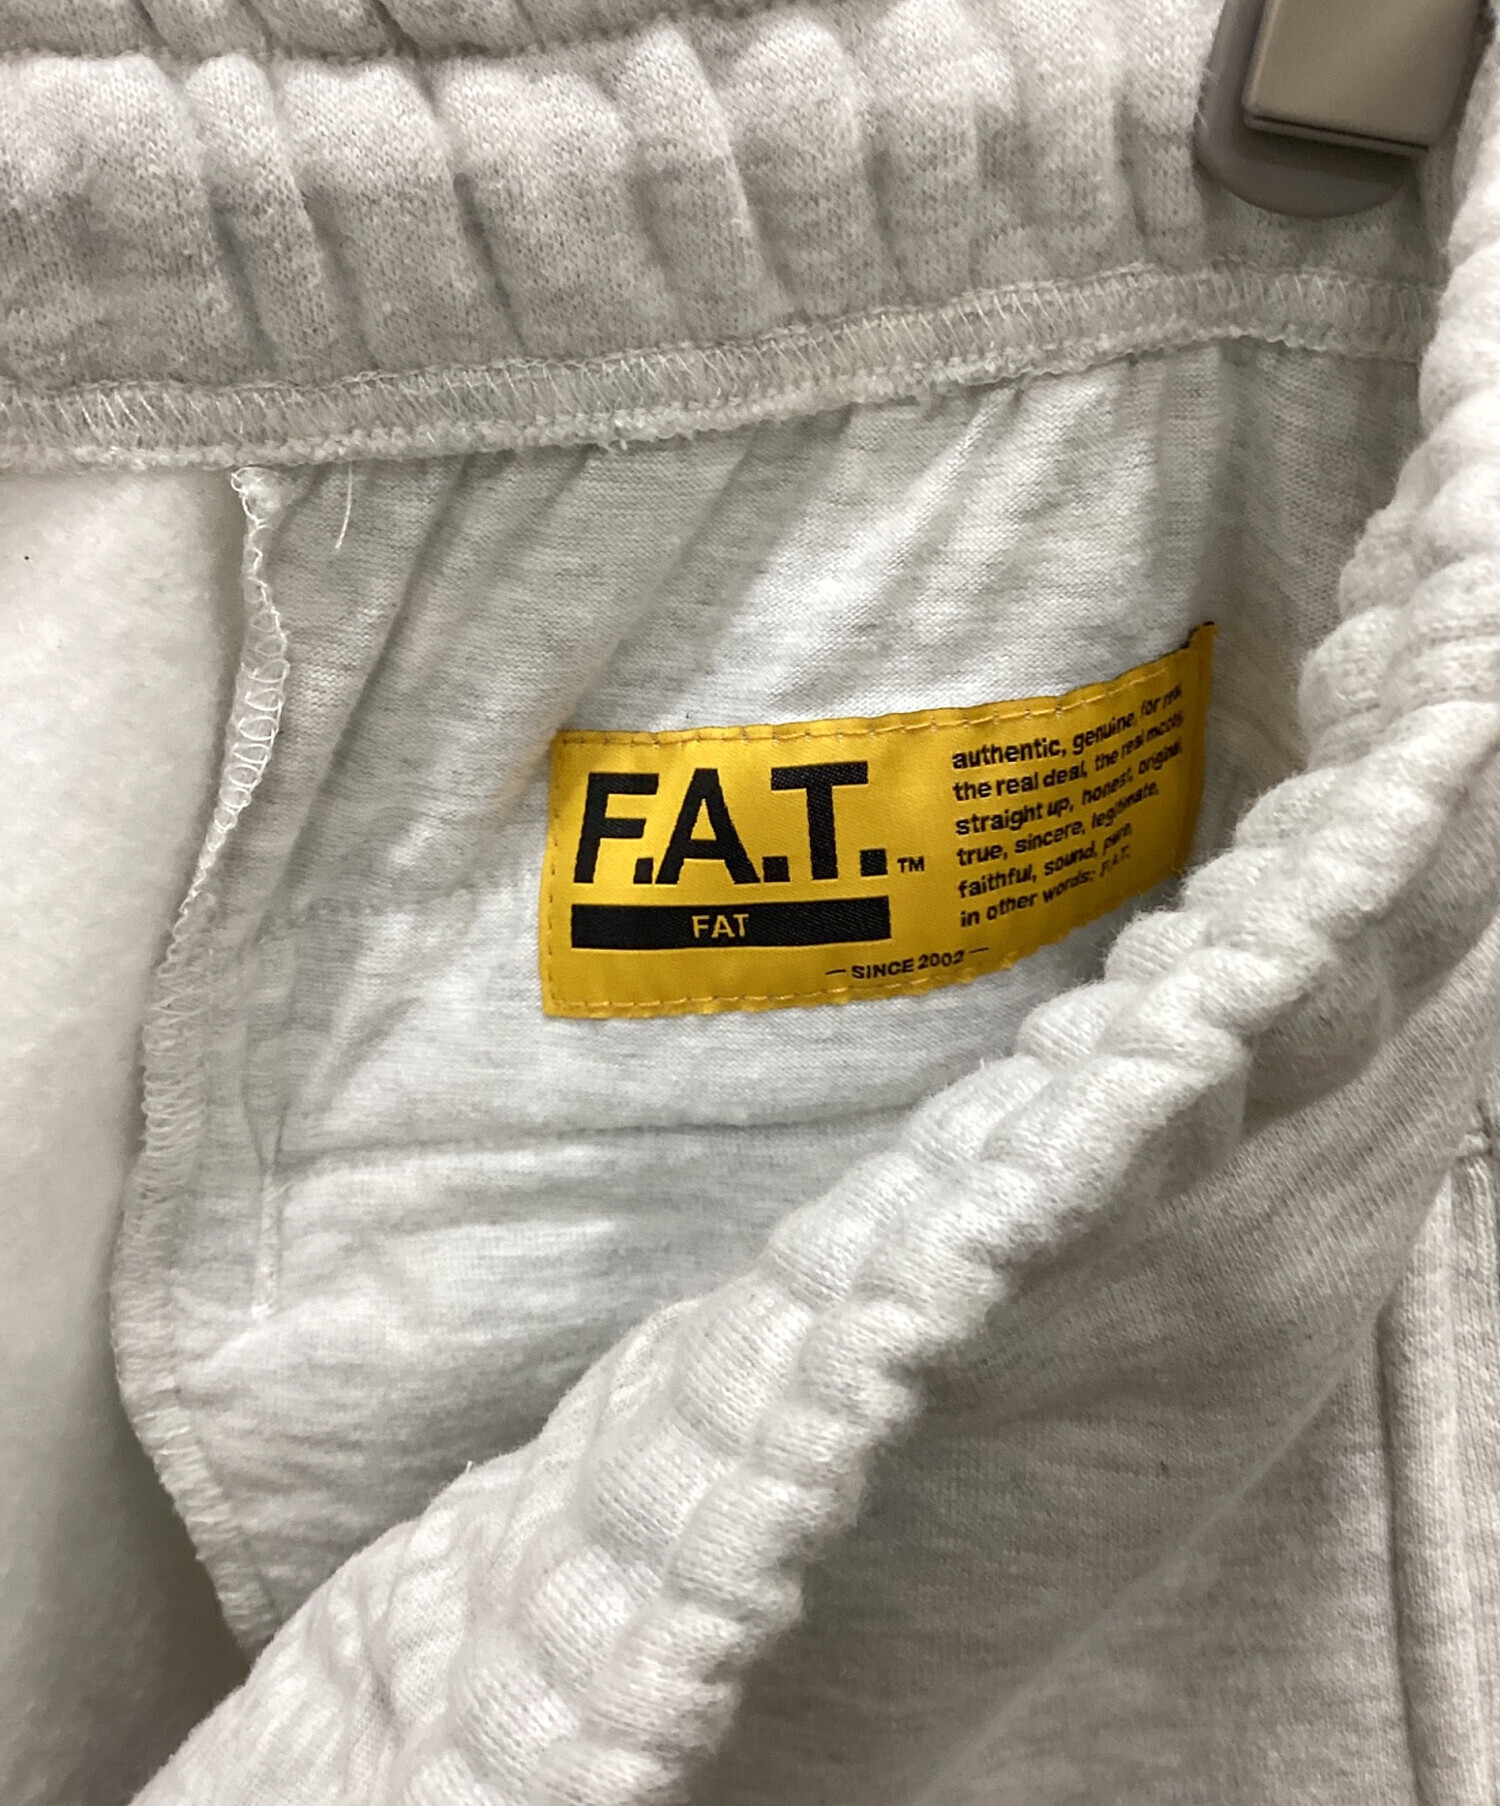 F.A.T.™
FAT
authentic, genuine, for real,
the real deal, the real mccoy,
straight up, honest, original,
true, sincere, legitimate,
faithful, sound, pure,
in other words: F.A.T.
— SINCE 2002 —